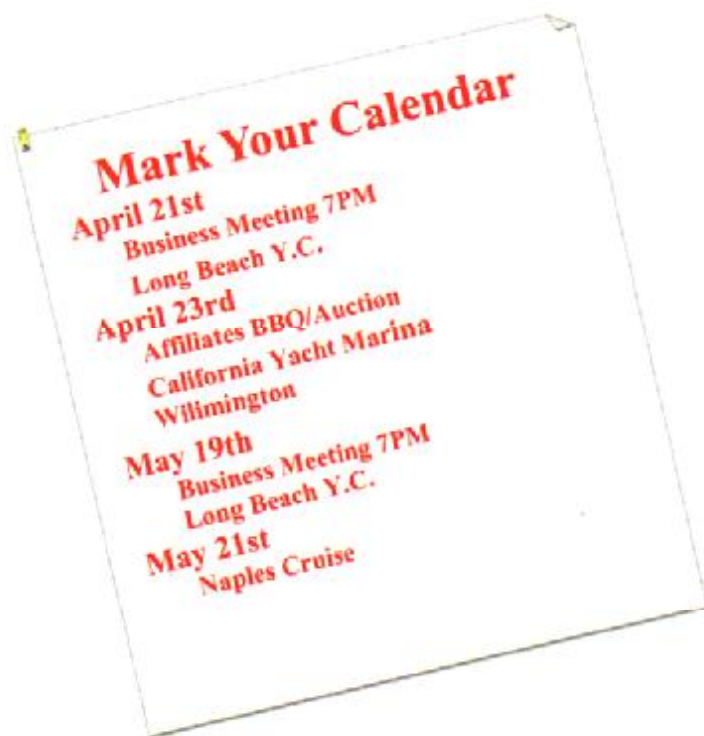 Mark Your Calendar
April 21st
Business Meeting 7PM
Long Beach Y.C.
April 23rd
Affiliates BBQ/Auction
California Yacht Marina
Wilimington
May 19th
Business Meeting 7PM
Long Beach Y.C.
May 21st
Naples Cruise